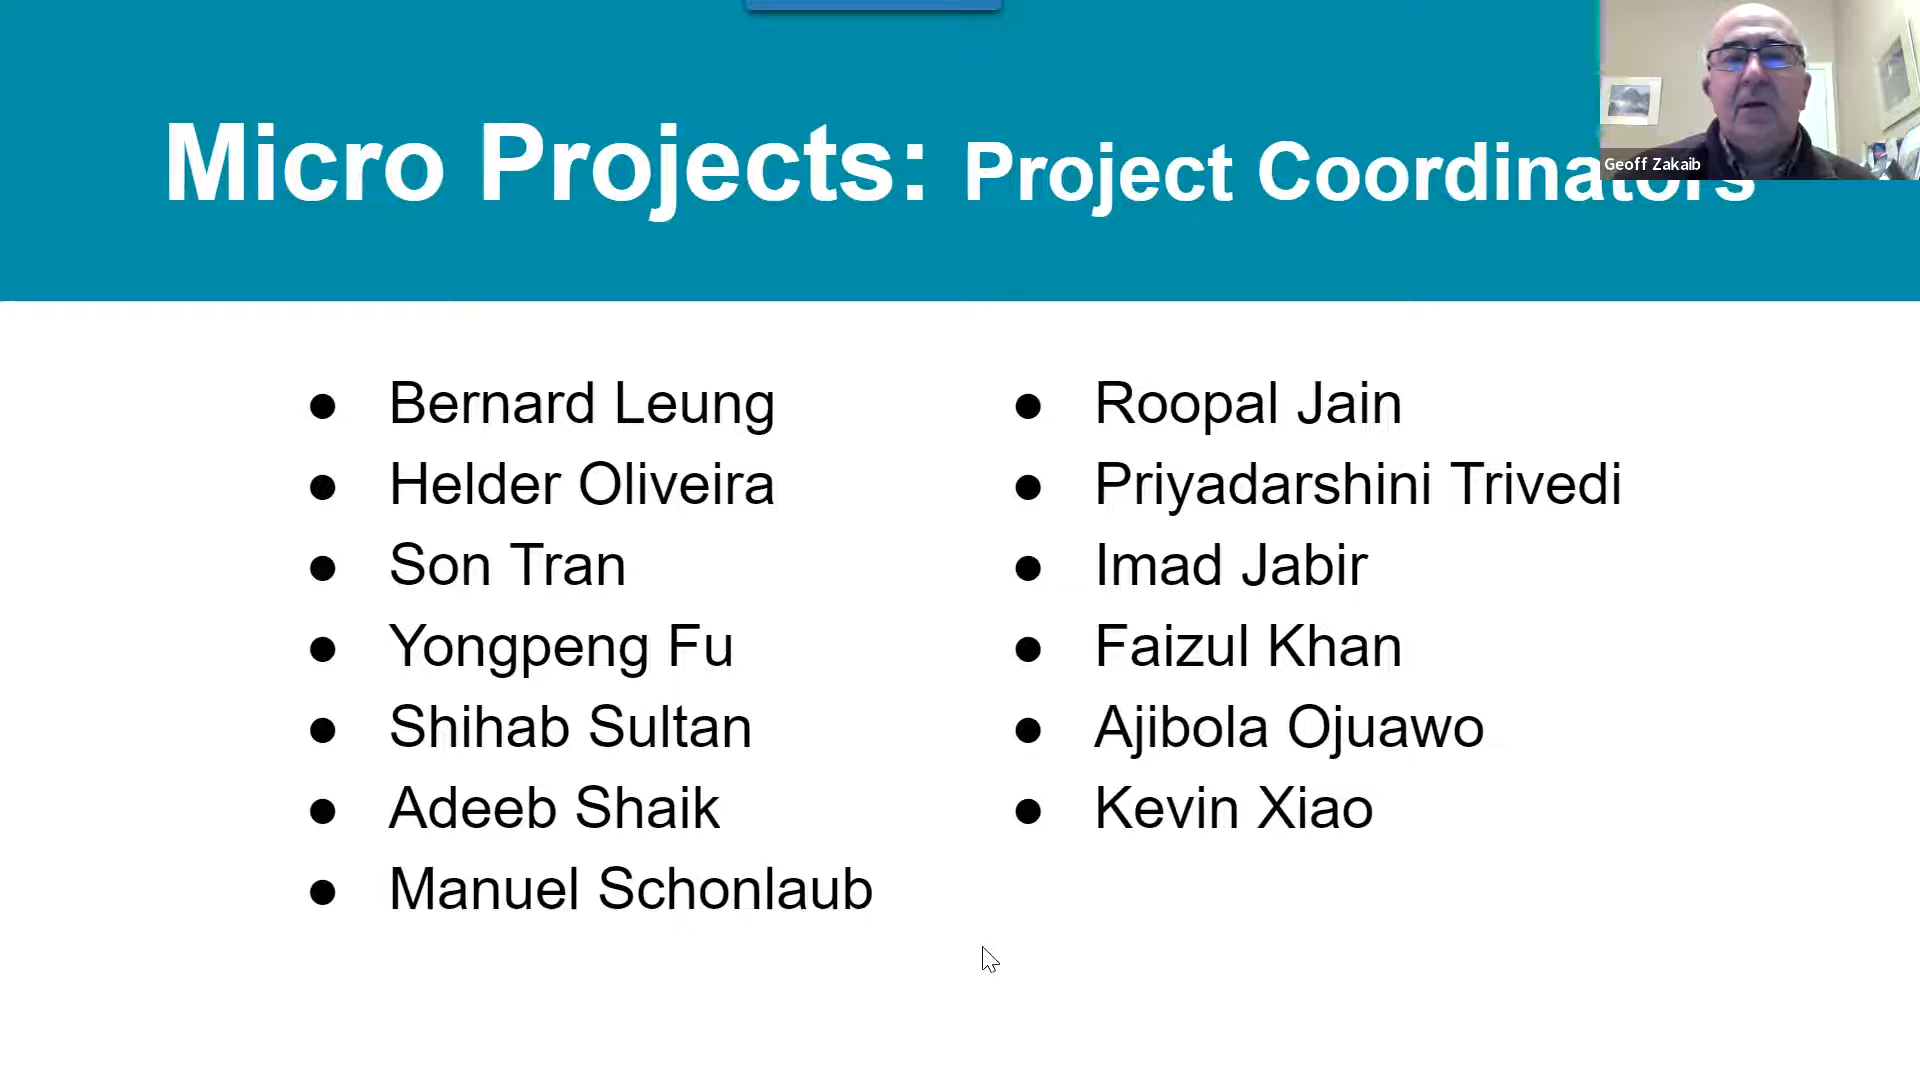 Micro Projects: Project Coordinators
Geoff Zakaib
● Bernard Leung
● Helder Oliveira
● Son Tran
● Yongpeng Fu
● Shihab Sultan
● Adeeb Shaik
● Manuel Schonlaub
● Roopal Jain
● Priyadarshini Trivedi
● Imad Jabir
● Faizul Khan
● Ajibola Ojuawo
● Kevin Xiao